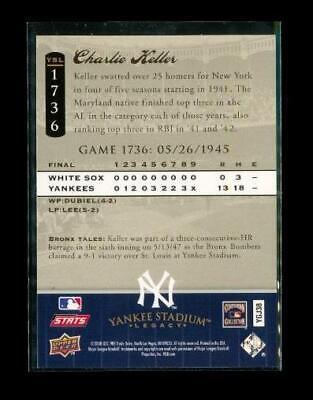 YSL
1736
Charlie Keller
Keller swatted over 25 homers for New York
in four of five seasons starting in 1941. The
Maryland native finished top three in the
AL in the category each of those years, also
ranking top three in RBI in '41 and '42.
GAME 1736: 05/26/1945
FINAL 1 2 3 4 5 6 7 8 9 R H E
WHITE SOX 0 0 0 0 0 0 0 0 0 0 3 –
YANKEES 0 1 2 0 3 2 2 3 x 13 18 –
WP:DUBIEL(4-2)
LP:LEE(5-2)
BRONX TALES: Keller was part of a three-consecutive-HR
barrage in the sixth inning on 5/13/47 as the Bronx Bombers
claimed a 9-1 victory over St. Louis at Yankee Stadium.
NY
STATS
YANKEE STADIUM™
LEGACY
UPPER DECK
COOPERSTOWN COLLECTION